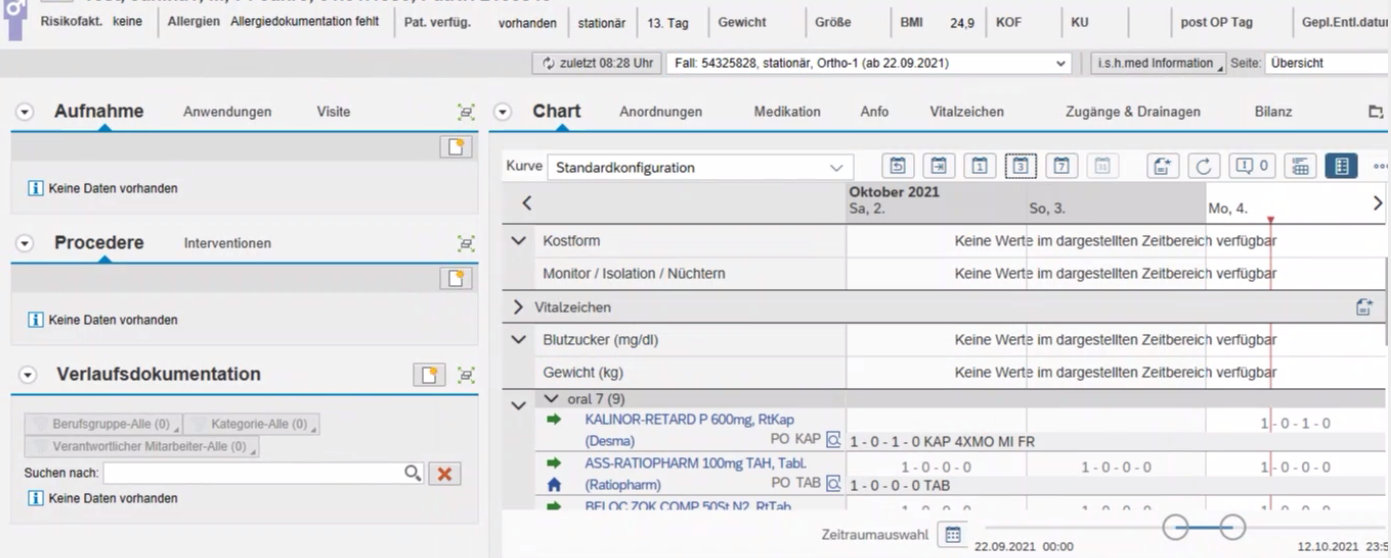 Risikofakt. keine Allergien Allergiedokumentation fehlt Pat. verfüg. vorhanden stationär 13. Tag Gewicht Größe BMI 24,9 KOF KU post OP Tag Gepl.Entl.datu
zuletzt 08:28 Uhr Fall: 54325828, stationär, Ortho-1 (ab 22.09.2021) i.s.h.med Information Seite: Übersicht
Aufnahme Anwendungen Visite
Keine Daten vorhanden
Procedere Interventionen
Keine Daten vorhanden
Verlaufsdokumentation
Berufsgruppe-Alle (0) Kategorie-Alle (0)
Verantwortlicher Mitarbeiter-Alle (0)
Suchen nach:
Keine Daten vorhanden
Chart Anordnungen Medikation Anfo Vitalzeichen Zugänge & Drainagen Bilanz
Kurve Standardkonfiguration 1 3 7 31 0
Oktober 2021
Sa, 2. So, 3. Mo, 4.
Kostform Keine Werte im dargestellten Zeitbereich verfügbar
Monitor / Isolation / Nüchtern Keine Werte im dargestellten Zeitbereich verfügbar
Vitalzeichen
Blutzucker (mg/dl) Keine Werte im dargestellten Zeitbereich verfügbar
Gewicht (kg) Keine Werte im dargestellten Zeitbereich verfügbar
oral 7 (9)
KALINOR-RETARD P 600mg, RtKap 1 - 0 - 1 - 0
(Desma) PO KAP 1 - 0 - 1 - 0 KAP 4XMO MI FR
ASS-RATIOPHARM 100mg TAH, Tabl. 1 - 0 - 0 - 0 1 - 0 - 0 - 0 1 - 0 - 0 - 0
(Ratiopharm) PO TAB 1 - 0 - 0 - 0 TAB
BELOC ZOK COMP 50St N2, RtTab
Zeitraumauswahl 22.09.2021 00:00 12.10.2021 23:5